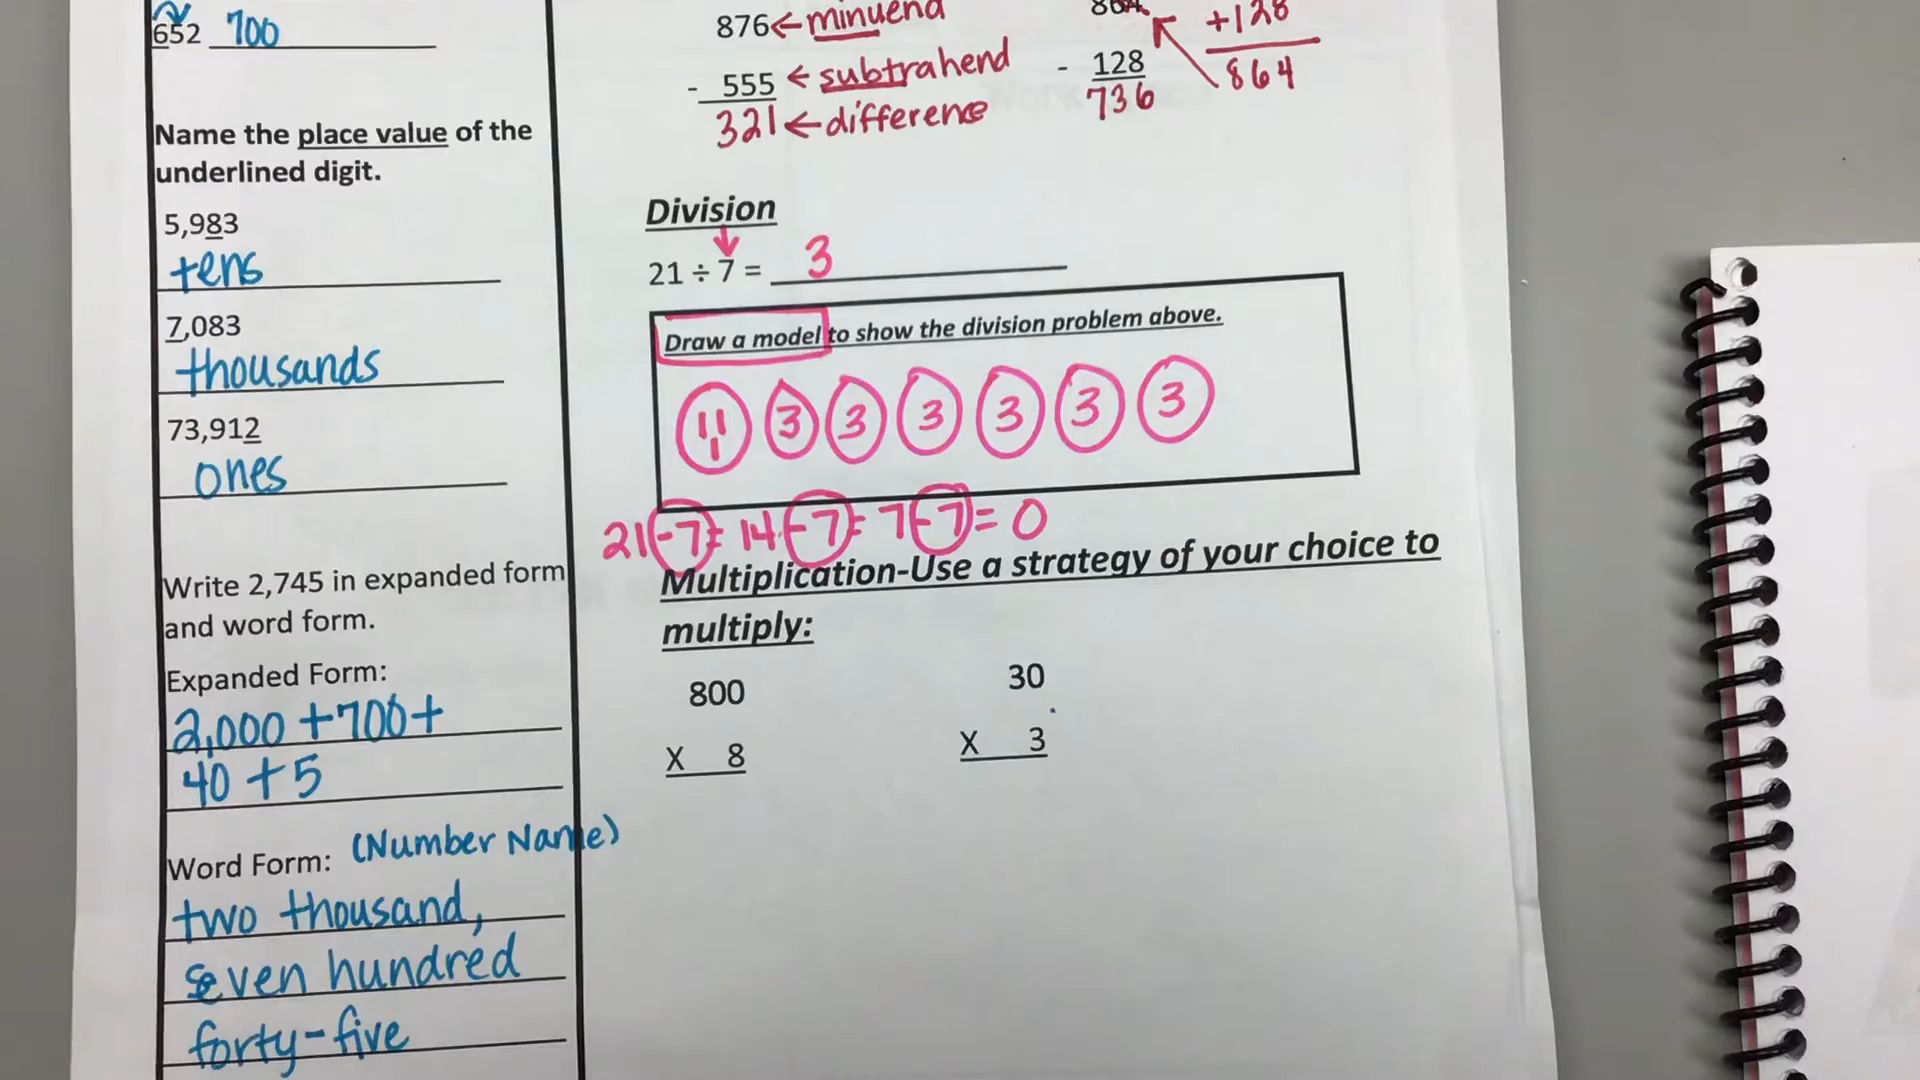 652 700
Name the place value of the
underlined digit.
5,983
tens
7,083
thousands
73,912
ones
Write 2,745 in expanded form
and word form.
Expanded Form:
2,000 + 700 +
40 + 5
Word Form: (Number Name)
two thousand,
seven hundred
forty-five
876 ← minuend
- 555 ← subtrahend
321 ← difference
864
- 128
736
+128
864
Division
21 ÷ 7 = 3
Draw a model to show the division problem above.
3 3 3 3 3 3
21 - 7 = 14 - 7 = 7 - 7 = 0
Multiplication-Use a strategy of your choice to
multiply:
800
X 8
30
X 3